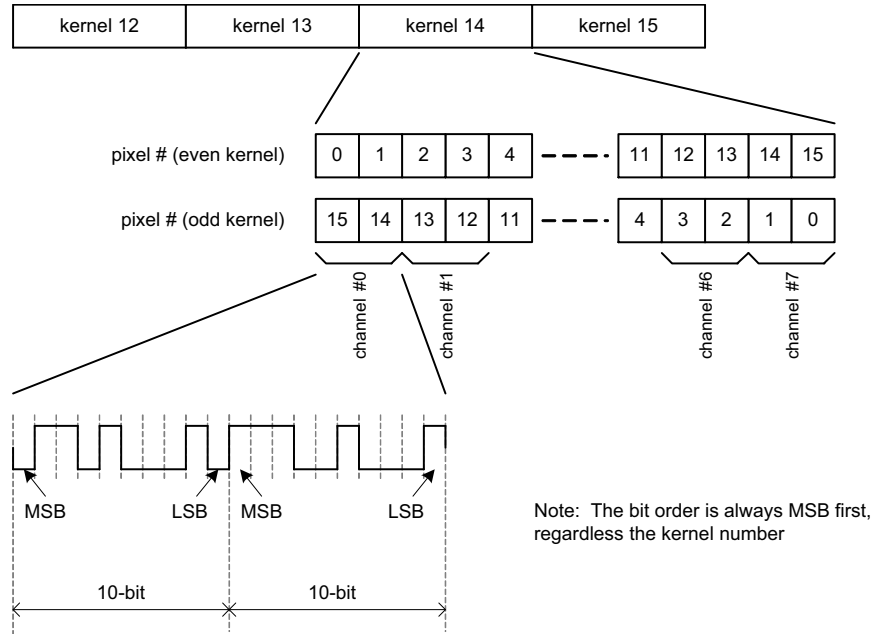 kernel 12 kernel 13 kernel 14 kernel 15
pixel # (even kernel) 0 1 2 3 4 11 12 13 14 15
pixel # (odd kernel) 15 14 13 12 11 4 3 2 1 0
channel #0 channel #1 channel #6 channel #7
MSB LSB MSB LSB
Note: The bit order is always MSB first,
regardless the kernel number
10-bit 10-bit